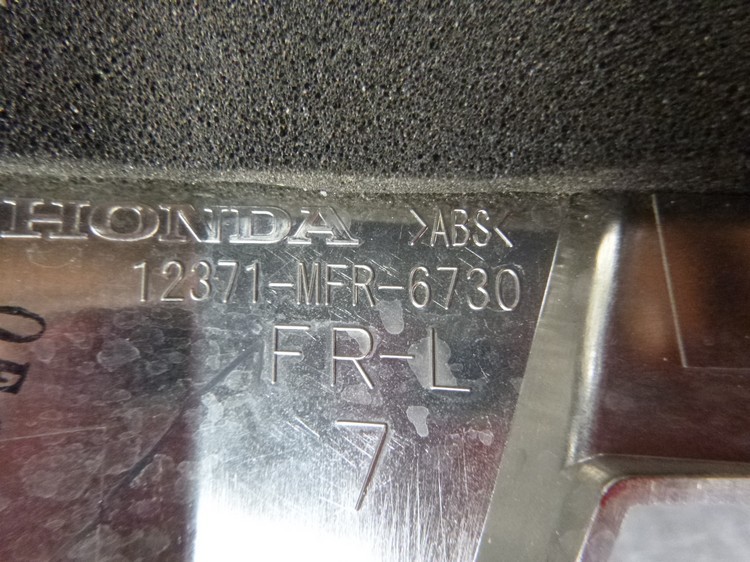 HONDA >ABS<
12371-MFR-6730
FR-L
7